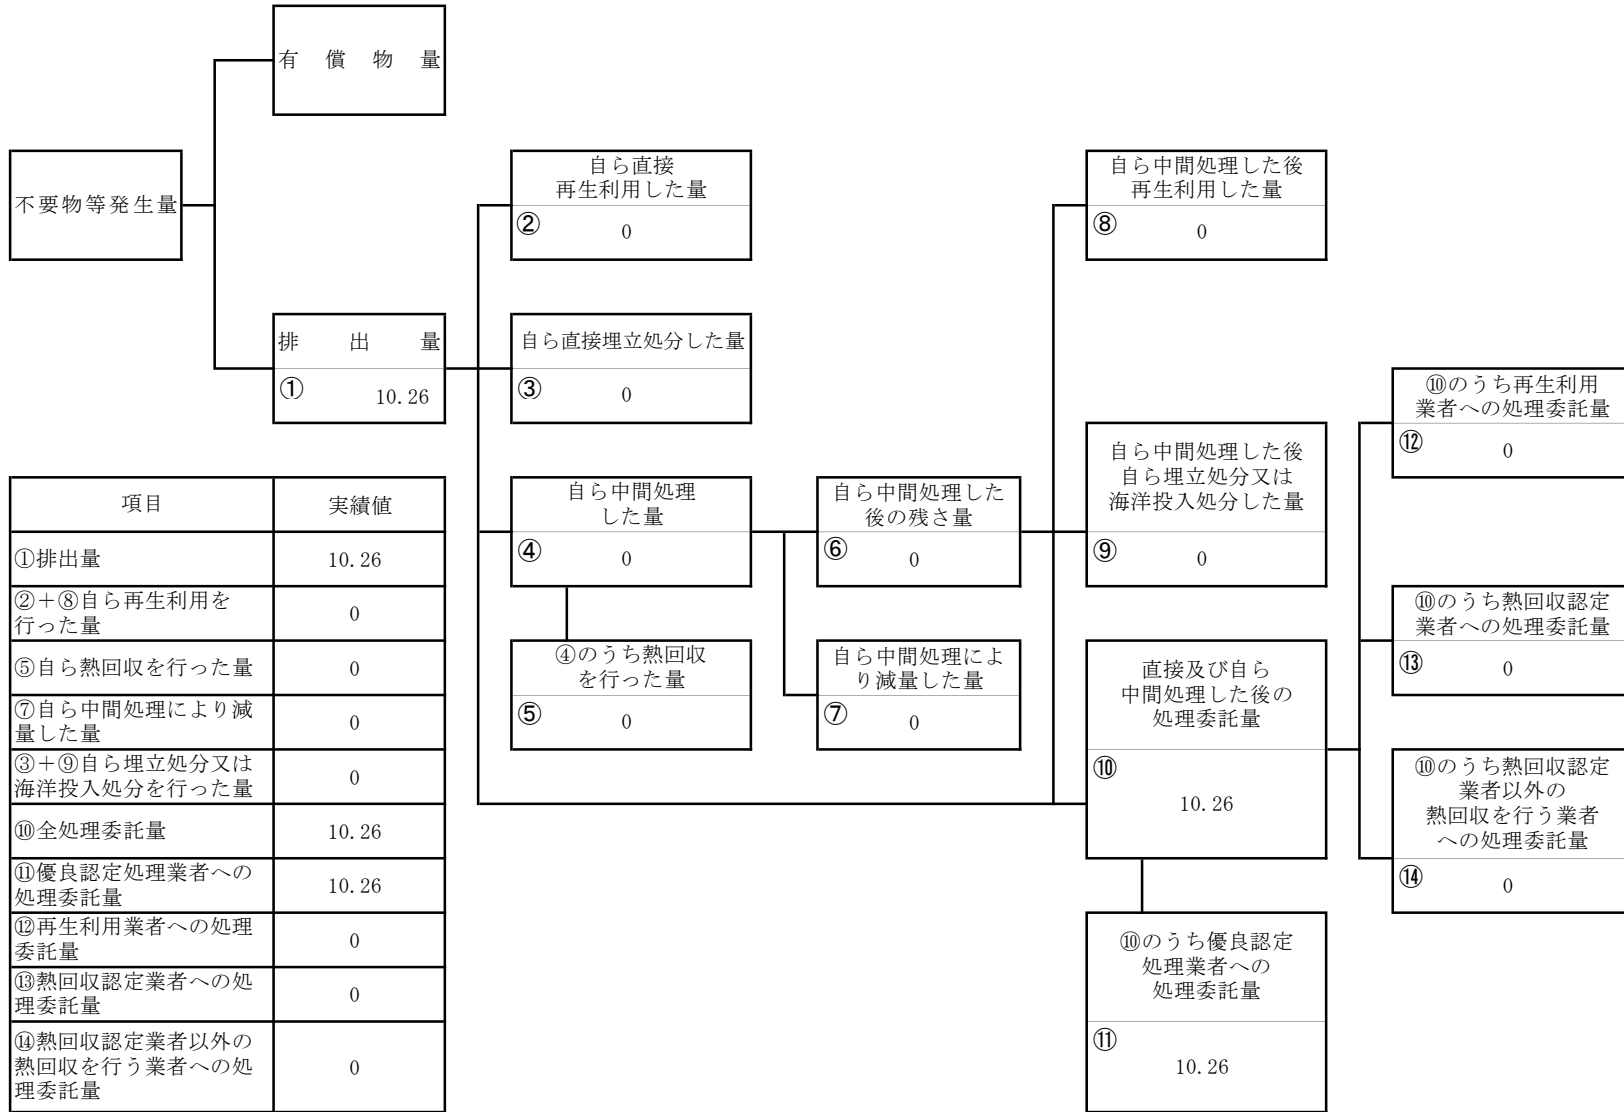 有償物量
不要物等発生量
排出量
① 10.26
自ら直接
再生利用した量
② 0
自ら直接埋立処分した量
③ 0
自ら中間処理
した量
④ 0
④のうち熱回収
を行った量
⑤ 0
自ら中間処理した
後の残さ量
⑥ 0
自ら中間処理によ
り減量した量
⑦ 0
自ら中間処理した後
再生利用した量
⑧ 0
自ら中間処理した後
自ら埋立処分又は
海洋投入処分した量
⑨ 0
直接及び自ら
中間処理した後の
処理委託量
⑩
10.26
⑩のうち優良認定
処理業者への
処理委託量
⑪
10.26
⑩のうち再生利用
業者への処理委託量
⑫ 0
⑩のうち熱回収認定
業者への処理委託量
⑬ 0
⑩のうち熱回収認定
業者以外の
熱回収を行う業者
への処理委託量
⑭ 0
項目 実績値
①排出量 10.26
②＋⑧自ら再生利用を
行った量 0
⑤自ら熱回収を行った量 0
⑦自ら中間処理により減
量した量 0
③＋⑨自ら埋立処分又は
海洋投入処分を行った量 0
⑩全処理委託量 10.26
⑪優良認定処理業者への
処理委託量 10.26
⑫再生利用業者への処理
委託量 0
⑬熱回収認定業者への処
理委託量 0
⑭熱回収認定業者以外の
熱回収を行う業者への処
理委託量 0